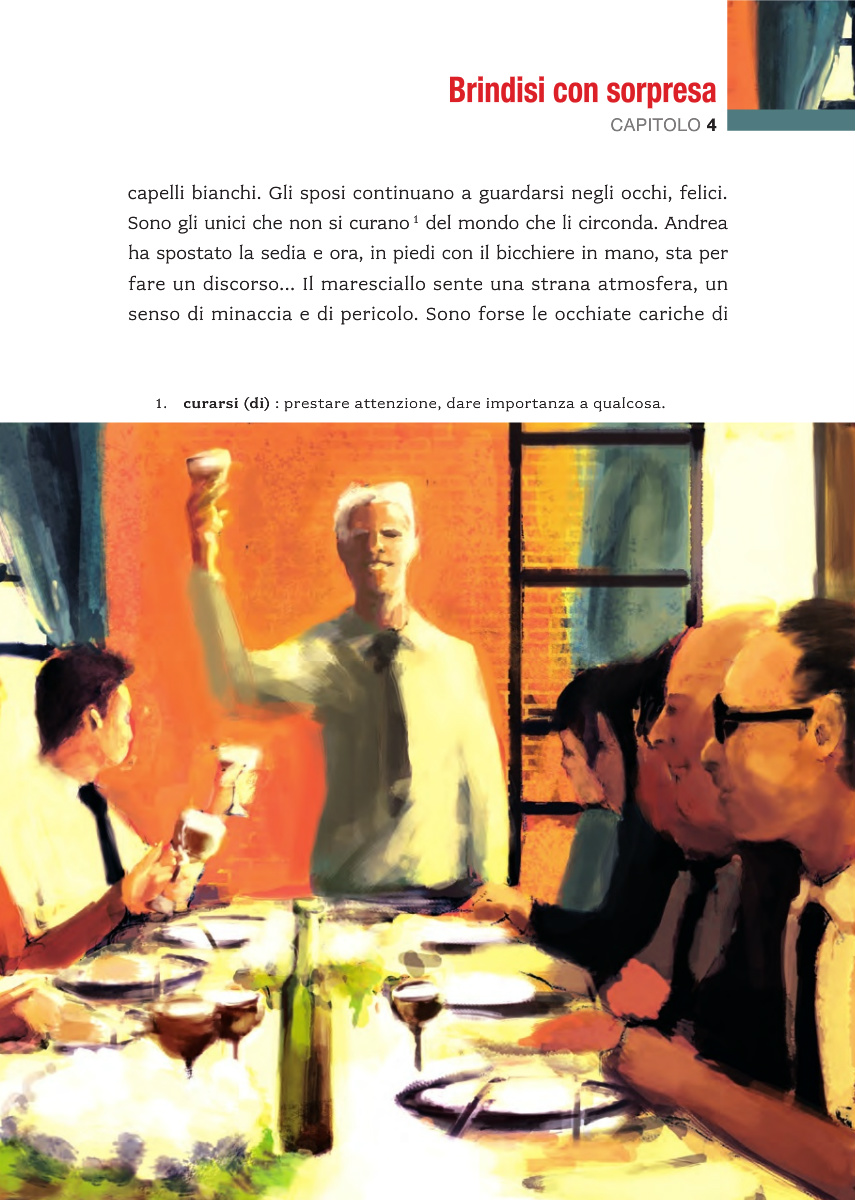 Brindisi con sorpresa
CAPITOLO 4
capelli bianchi. Gli sposi continuano a guardarsi negli occhi, felici.
Sono gli unici che non si curano¹ del mondo che li circonda. Andrea
ha spostato la sedia e ora, in piedi con il bicchiere in mano, sta per
fare un discorso... Il maresciallo sente una strana atmosfera, un
senso di minaccia e di pericolo. Sono forse le occhiate cariche di
1. curarsi (di) : prestare attenzione, dare importanza a qualcosa.